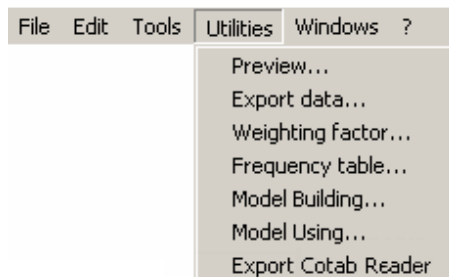 File Edit Tools Utilities Windows ?
Preview...
Export data...
Weighting factor...
Frequency table...
Model Building...
Model Using...
Export Cotab Reader